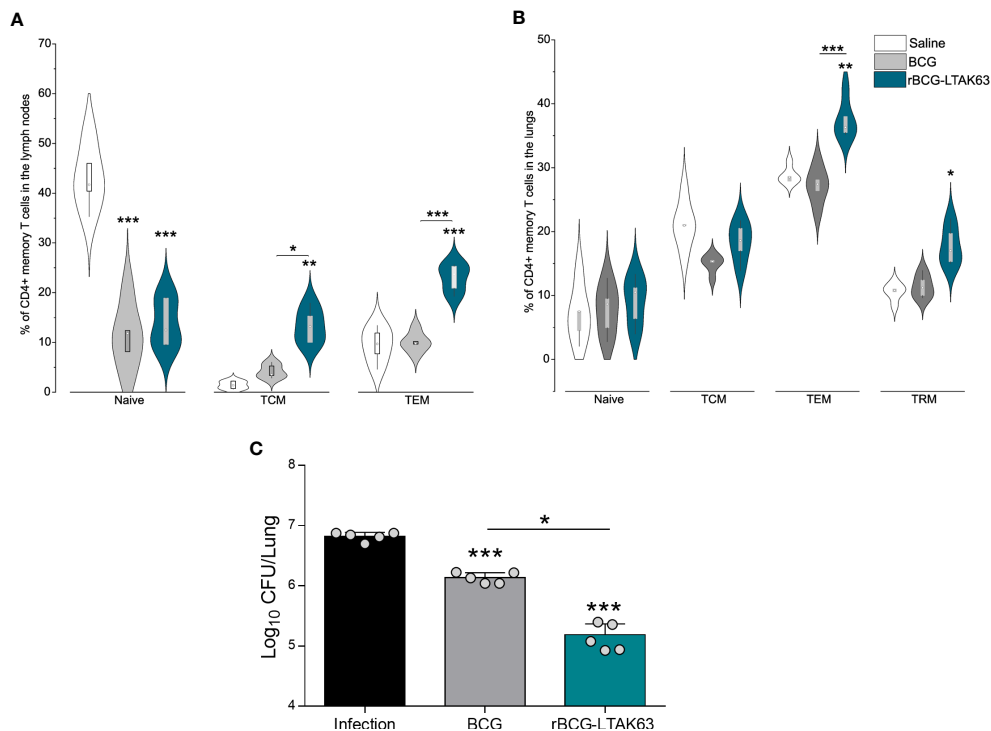 A
% of CD4+ memory T cells in the lymph nodes
70
60
50
40
30
20
10
0
***
***
*
**
***
***
Naive
TCM
TEM
B
% of CD4+ memory T cells in the lungs
50
40
30
20
10
0
***
**
*
Naive
TCM
TEM
TRM
Saline
BCG
rBCG-LTAK63
C
Log10 CFU/Lung
8
7
6
5
4
*
***
***
Infection
BCG
rBCG-LTAK63